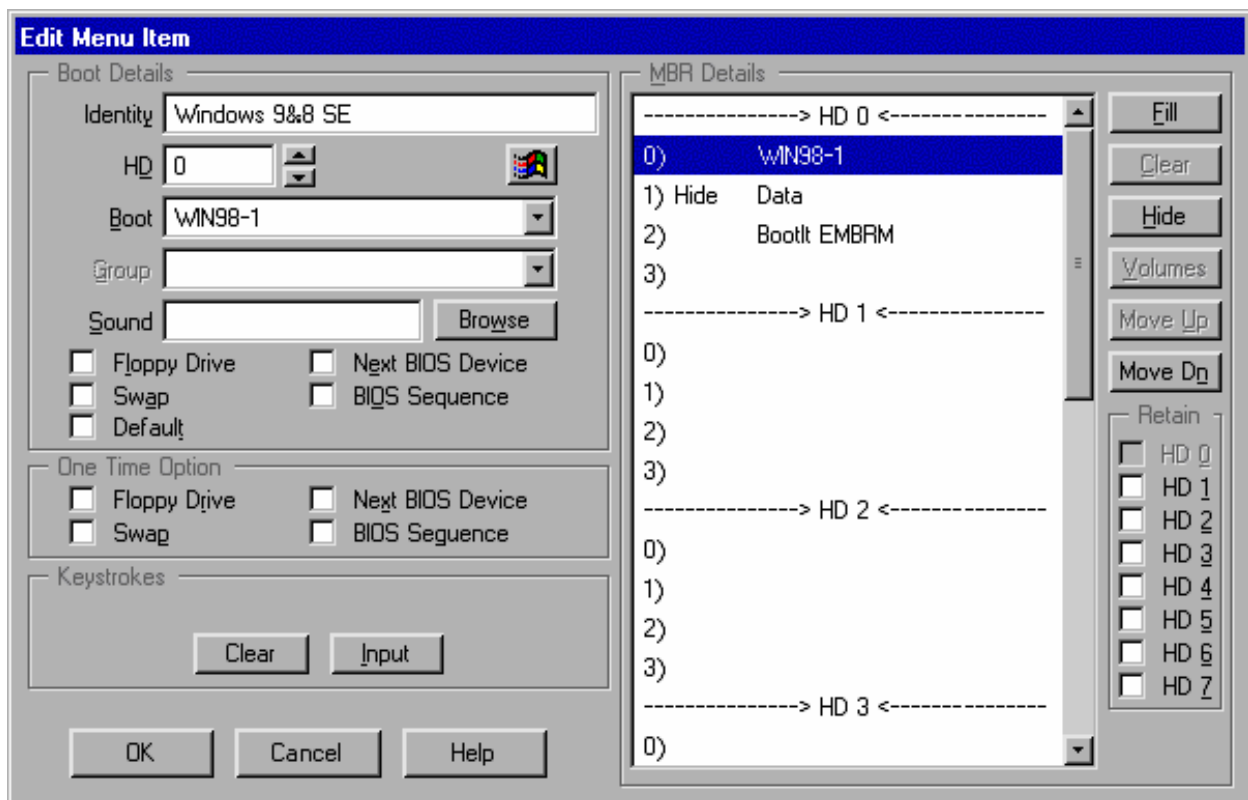 Edit Menu Item
Boot Details
Identity Windows 9&8 SE
HD 0
Boot WIN98-1
Group
Sound Browse
Floppy Drive Next BIOS Device
Swap BIOS Sequence
Default
One Time Option
Floppy Drive Next BIOS Device
Swap BIOS Sequence
Keystrokes
Clear Input
OK Cancel Help
MBR Details
---------------> HD 0 <---------------
0) WIN98-1
1) Hide Data
2) BootIt EMBRM
3)
---------------> HD 1 <---------------
0)
1)
2)
3)
---------------> HD 2 <---------------
0)
1)
2)
3)
---------------> HD 3 <---------------
0)
Fill
Clear
Hide
Volumes
Move Up
Move Dn
Retain
HD 0
HD 1
HD 2
HD 3
HD 4
HD 5
HD 6
HD 7